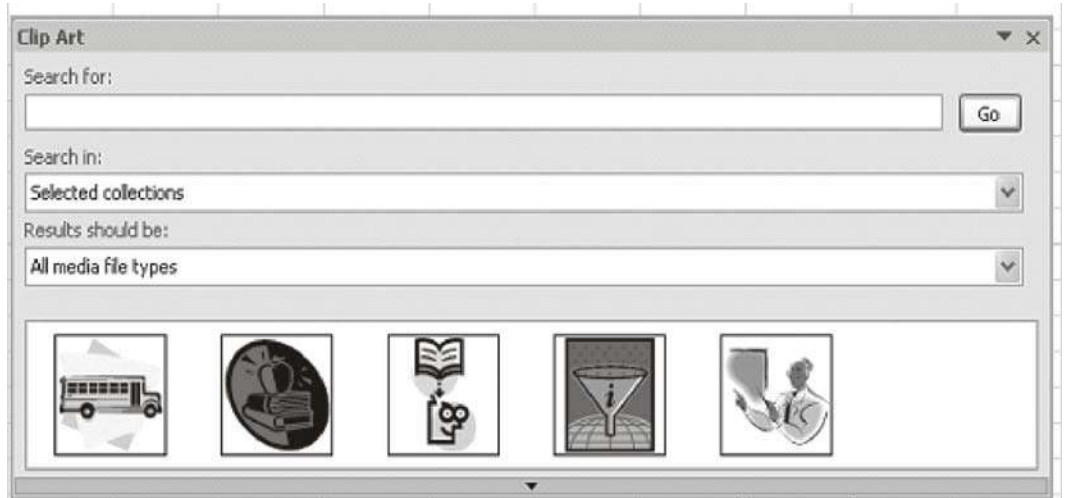 Clip Art
Search for:
Go
Search in:
Selected collections
Results should be:
All media file types
i